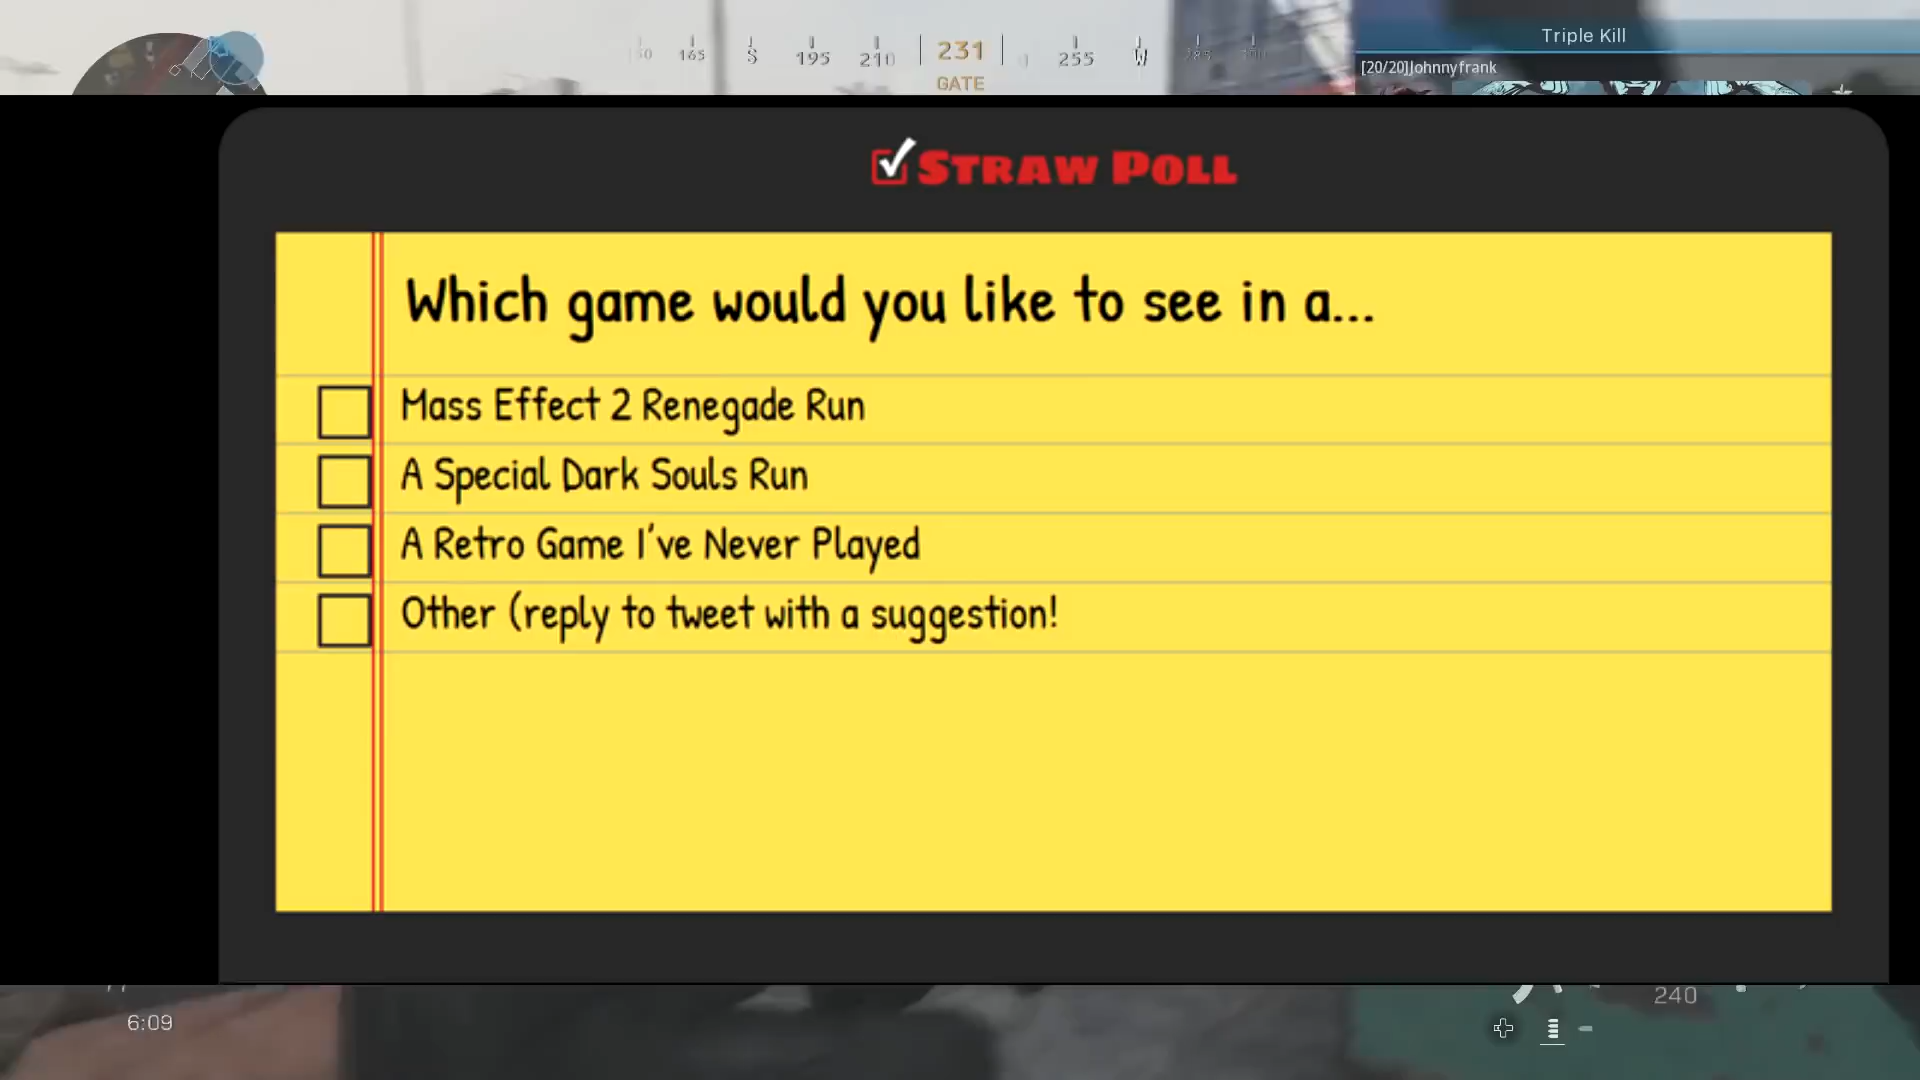 165 S 195 210 231 255 W 285
GATE
Triple Kill
[20/20]Johnnyfrank
STRAW POLL
Which game would you like to see in a...
Mass Effect 2 Renegade Run
A Special Dark Souls Run
A Retro Game I've Never Played
Other (reply to tweet with a suggestion!
240
6:09